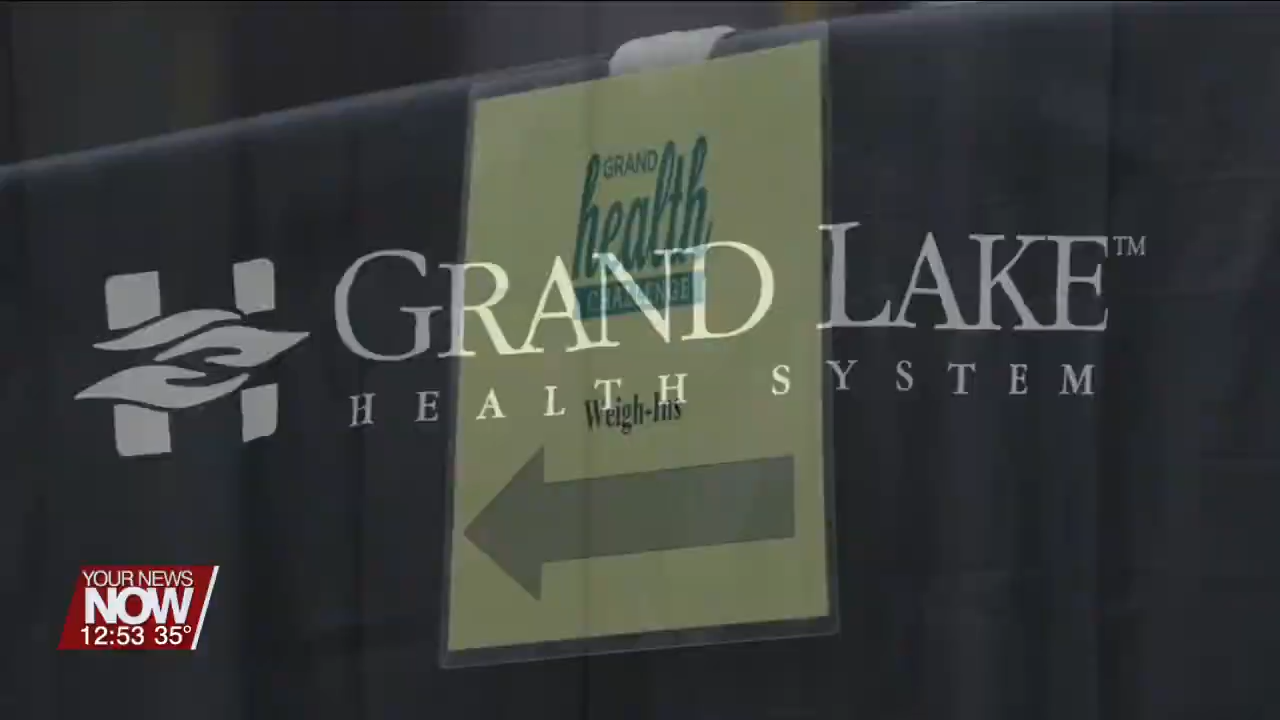 GRAND
health
CHALLENGE
GRAND LAKE™
HEALTH SYSTEM
Weigh-Ins
YOUR NEWS
NOW
12:53 35°